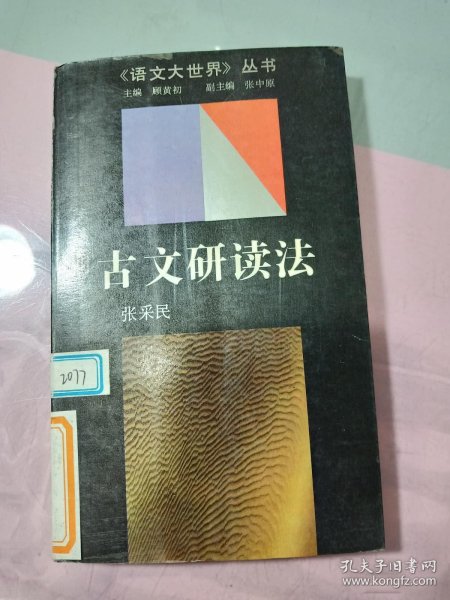 《语文大世界》丛书
主编 顾黄初 副主编 张中原
古文研读法
张采民
2077
孔夫子旧书网
www.kongfz.com